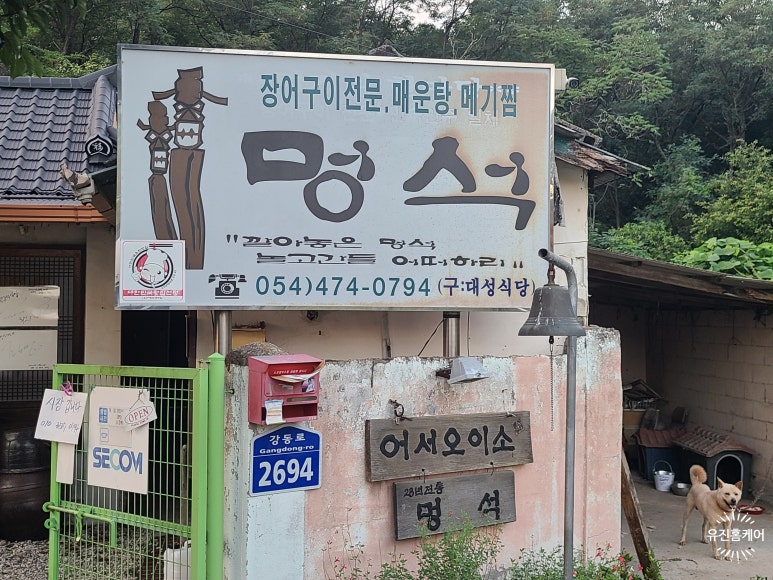 장어구이전문.매운탕.메기찜
명석
"깔아놓은 명석
놀고간들 어떠하리"
054)474-0794 (구:대성식당)
강동로
Gangdong-ro
2694
OPEN
SECOM
어서오이소
28년전통
명석
유진홈케어